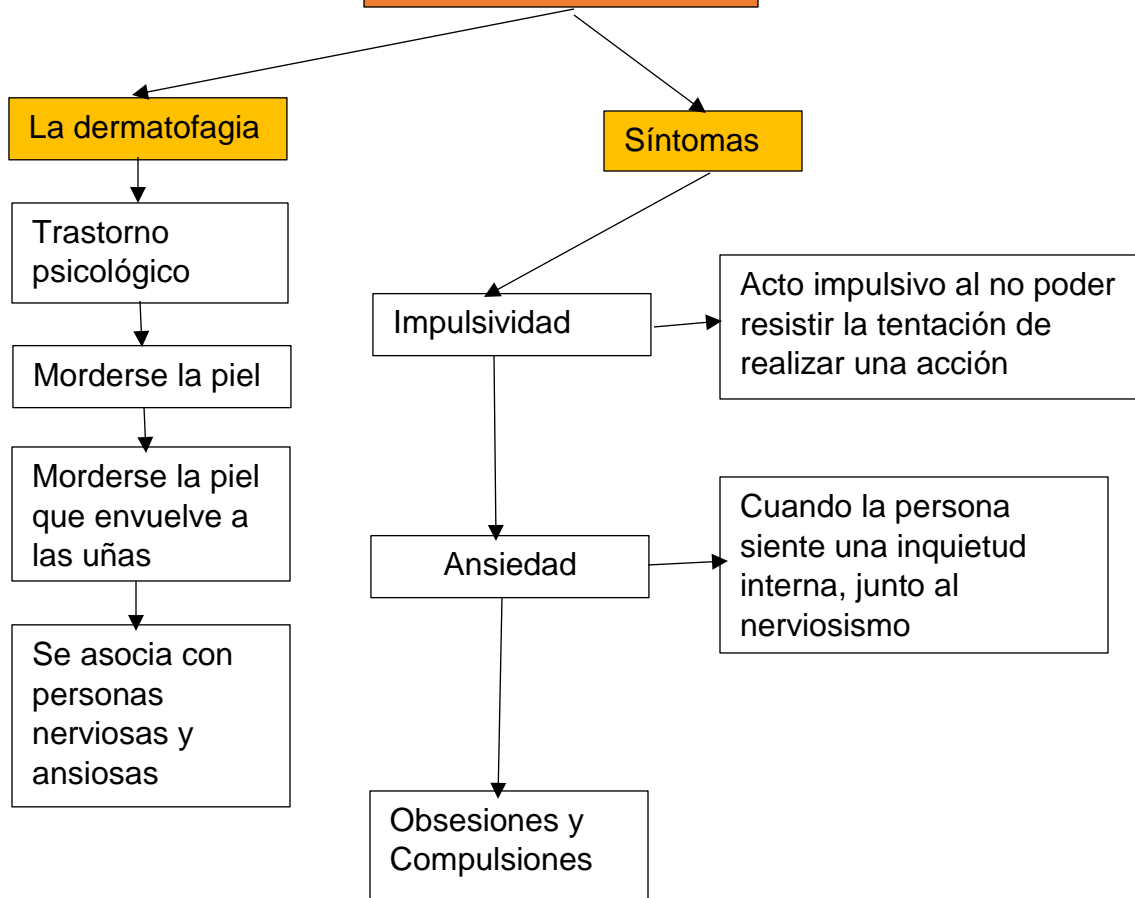 La dermatofagia
Trastorno
psicológico
Morderse la piel
Morderse la piel
que envuelve a
las uñas
Se asocia con
personas
nerviosas y
ansiosas
Síntomas
Impulsividad
Acto impulsivo al no poder
resistir la tentación de
realizar una acción
Ansiedad
Cuando la persona
siente una inquietud
interna, junto al
nerviosismo
Obsesiones y
Compulsiones